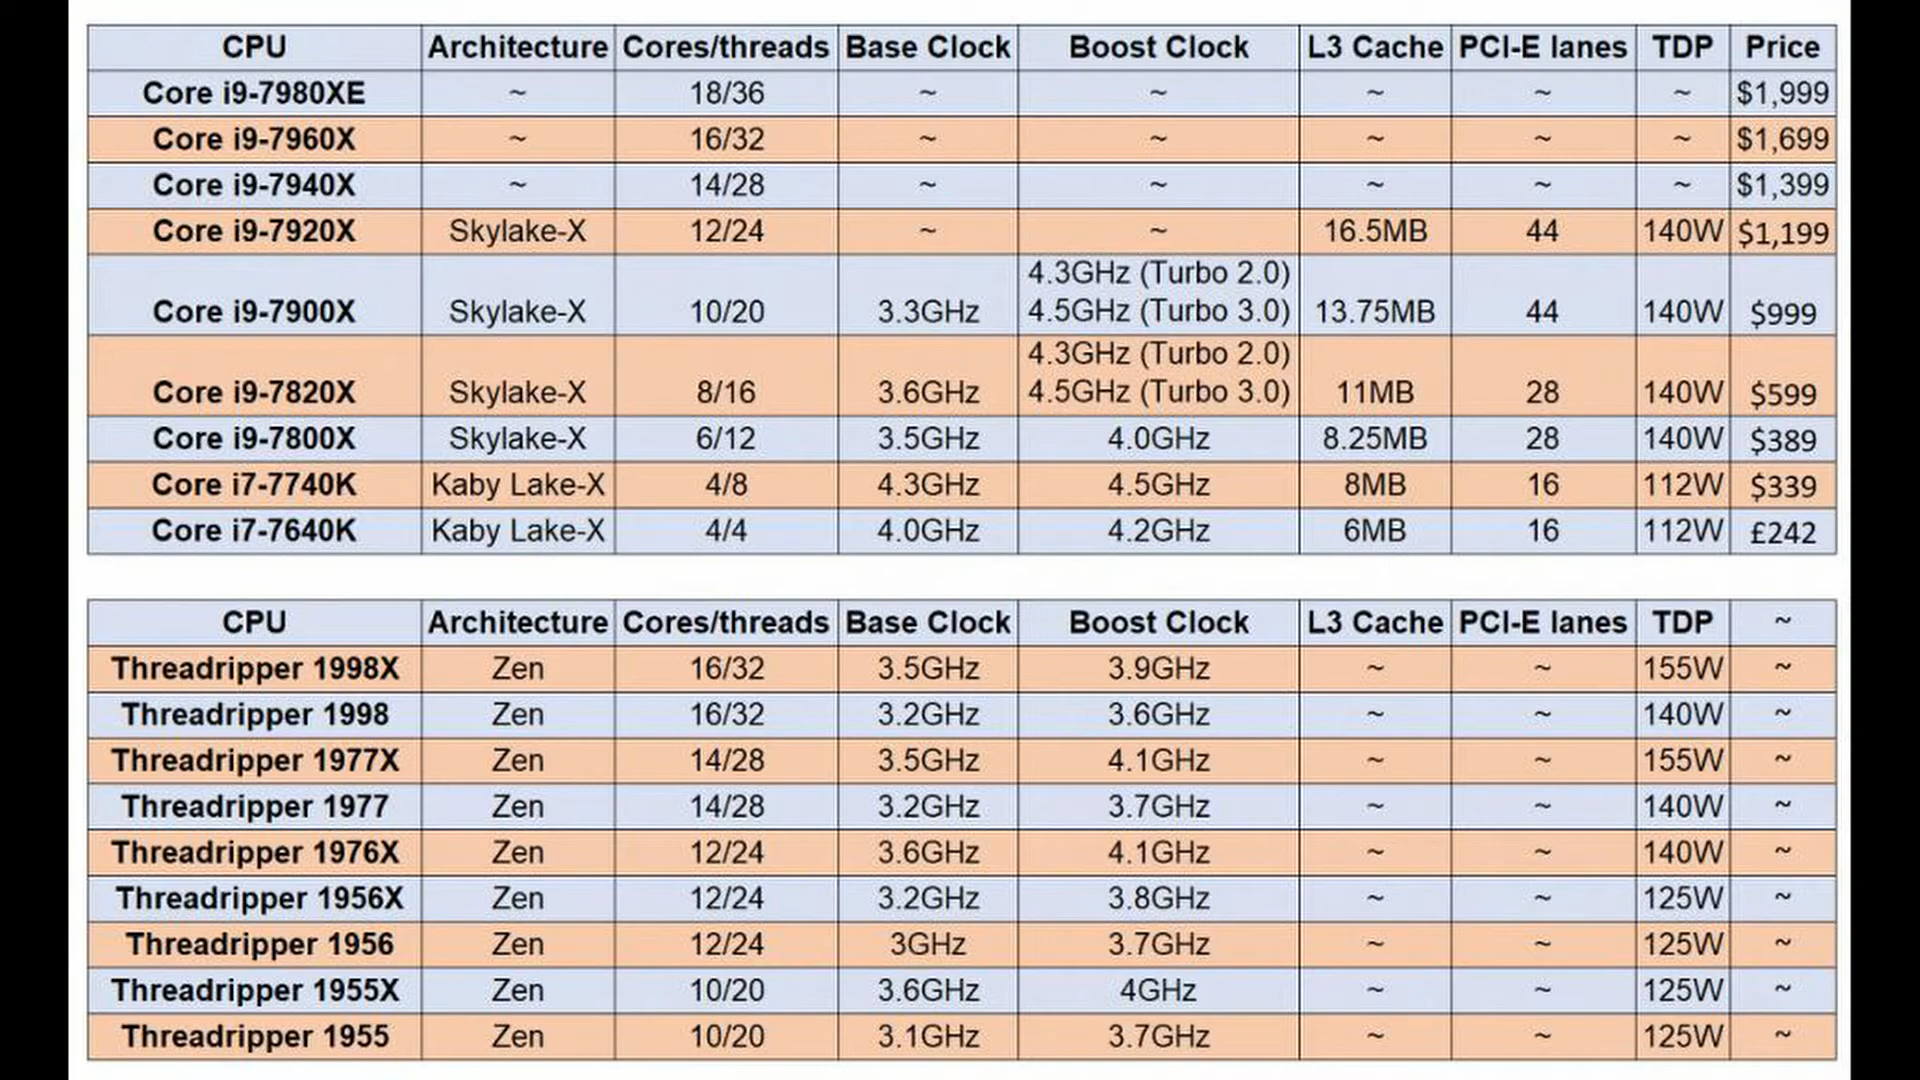 CPU Architecture Cores/threads Base Clock Boost Clock L3 Cache PCI-E lanes TDP Price
Core i9-7980XE ~ 18/36 ~ ~ ~ ~ ~ $1,999
Core i9-7960X ~ 16/32 ~ ~ ~ ~ ~ $1,699
Core i9-7940X ~ 14/28 ~ ~ ~ ~ ~ $1,399
Core i9-7920X Skylake-X 12/24 ~ ~ 16.5MB 44 140W $1,199
4.3GHz (Turbo 2.0)
Core i9-7900X Skylake-X 10/20 3.3GHz 4.5GHz (Turbo 3.0) 13.75MB 44 140W $999
4.3GHz (Turbo 2.0)
Core i9-7820X Skylake-X 8/16 3.6GHz 4.5GHz (Turbo 3.0) 11MB 28 140W $599
Core i9-7800X Skylake-X 6/12 3.5GHz 4.0GHz 8.25MB 28 140W $389
Core i7-7740K Kaby Lake-X 4/8 4.3GHz 4.5GHz 8MB 16 112W $339
Core i7-7640K Kaby Lake-X 4/4 4.0GHz 4.2GHz 6MB 16 112W £242
CPU Architecture Cores/threads Base Clock Boost Clock L3 Cache PCI-E lanes TDP ~
Threadripper 1998X Zen 16/32 3.5GHz 3.9GHz ~ ~ 155W ~
Threadripper 1998 Zen 16/32 3.2GHz 3.6GHz ~ ~ 140W ~
Threadripper 1977X Zen 14/28 3.5GHz 4.1GHz ~ ~ 155W ~
Threadripper 1977 Zen 14/28 3.2GHz 3.7GHz ~ ~ 140W ~
Threadripper 1976X Zen 12/24 3.6GHz 4.1GHz ~ ~ 140W ~
Threadripper 1956X Zen 12/24 3.2GHz 3.8GHz ~ ~ 125W ~
Threadripper 1956 Zen 12/24 3GHz 3.7GHz ~ ~ 125W ~
Threadripper 1955X Zen 10/20 3.6GHz 4GHz ~ ~ 125W ~
Threadripper 1955 Zen 10/20 3.1GHz 3.7GHz ~ ~ 125W ~